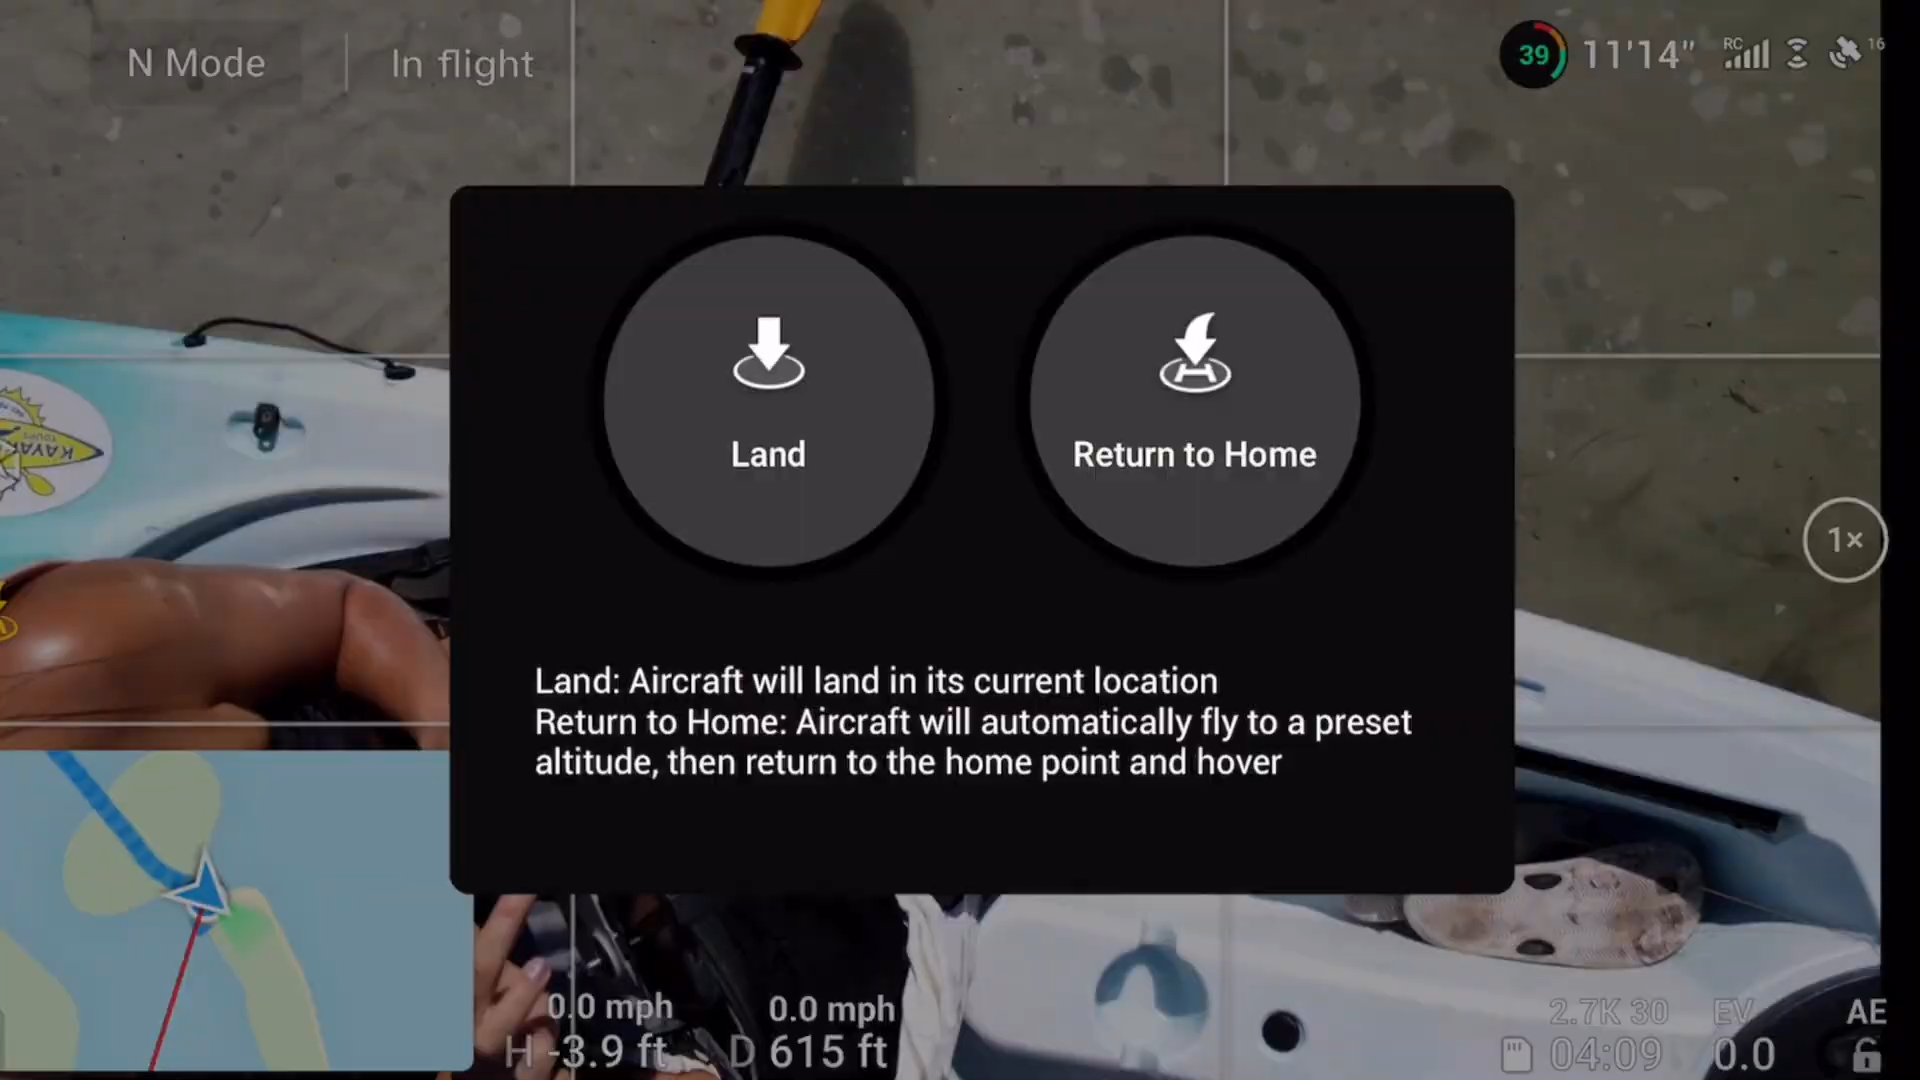 N Mode
In flight
39
11'14"
RC
16
KAYAK
TOURS
Land
Return to Home
1×
Land: Aircraft will land in its current location
Return to Home: Aircraft will automatically fly to a preset
altitude, then return to the home point and hover
0.0 mph
0.0 mph
H -3.9 ft
D 615 ft
2.7K 30
EV
AE
04:09
0.0